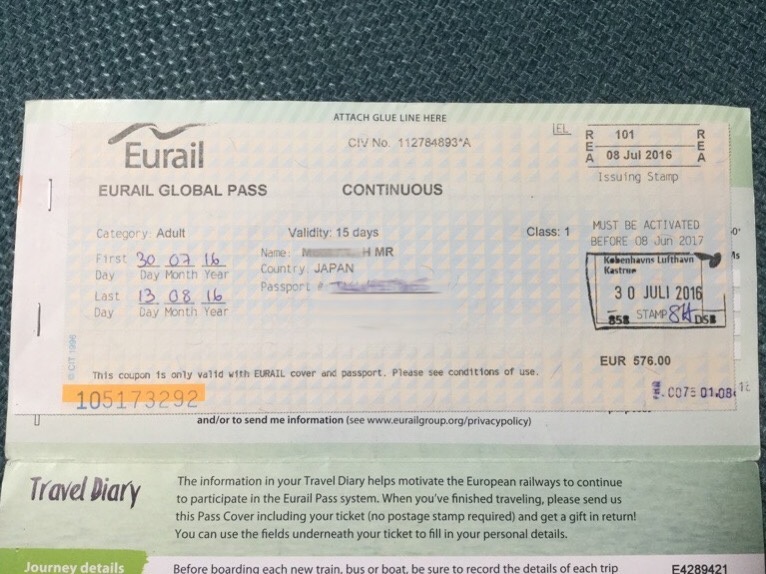 ATTACH GLUE LINE HERE
Eurail
CIV No. 112784893*A
REA 101 REA
08 Jul 2016
Issuing Stamp
EURAIL GLOBAL PASS CONTINUOUS
Category: Adult Validity: 15 days Class: 1
MUST BE ACTIVATED
BEFORE 08 Jun 2017
First 30 07 16
Day Day Month Year
Name: H MR
Country: JAPAN
Passport #
Last 13 08 16
Day Day Month Year
Københavns Lufthavn
Kastrup
30 JULI 2016
858 STAMP DSB
EUR 576.00
© CIT 1996
This coupon is only valid with EURAIL cover and passport. Please see conditions of use.
105173292
.0075 01.08
and/or to send me information (see www.eurailgroup.org/privacypolicy)
Travel Diary
The information in your Travel Diary helps motivate the European railways to continue
to participate in the Eurail Pass system. When you've finished traveling, please send us
this Pass Cover including your ticket (no postage stamp required) and get a gift in return!
You can use the fields underneath your ticket to fill in your personal details.
Journey details
Before boarding each new train, bus or boat, be sure to record the details of each trip
E4289421